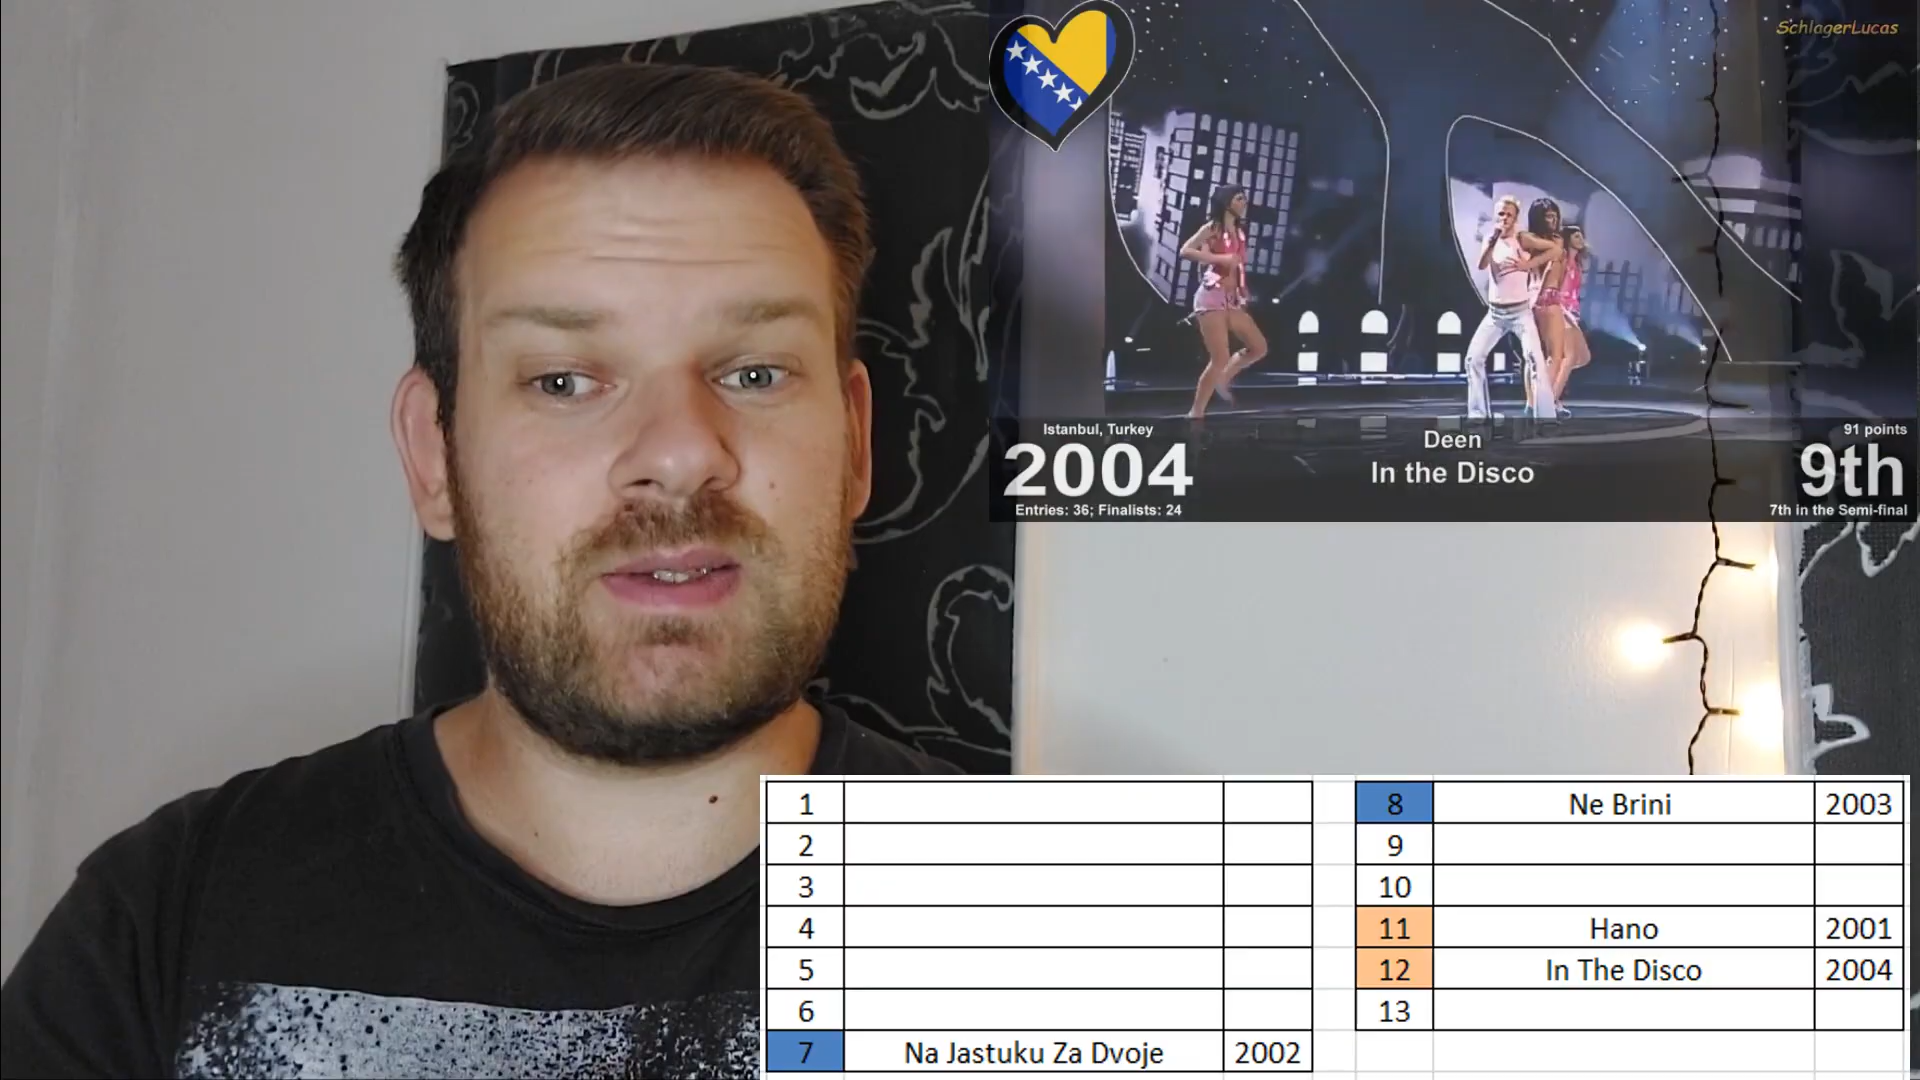 SchlagerLucas
Istanbul, Turkey
2004
Entries: 36; Finalists: 24
Deen
In the Disco
91 points
9th
7th in the Semi-final
1
2
3
4
5
6
7 Na Jastuku Za Dvoje 2002
8 Ne Brini 2003
9
10
11 Hano 2001
12 In The Disco 2004
13